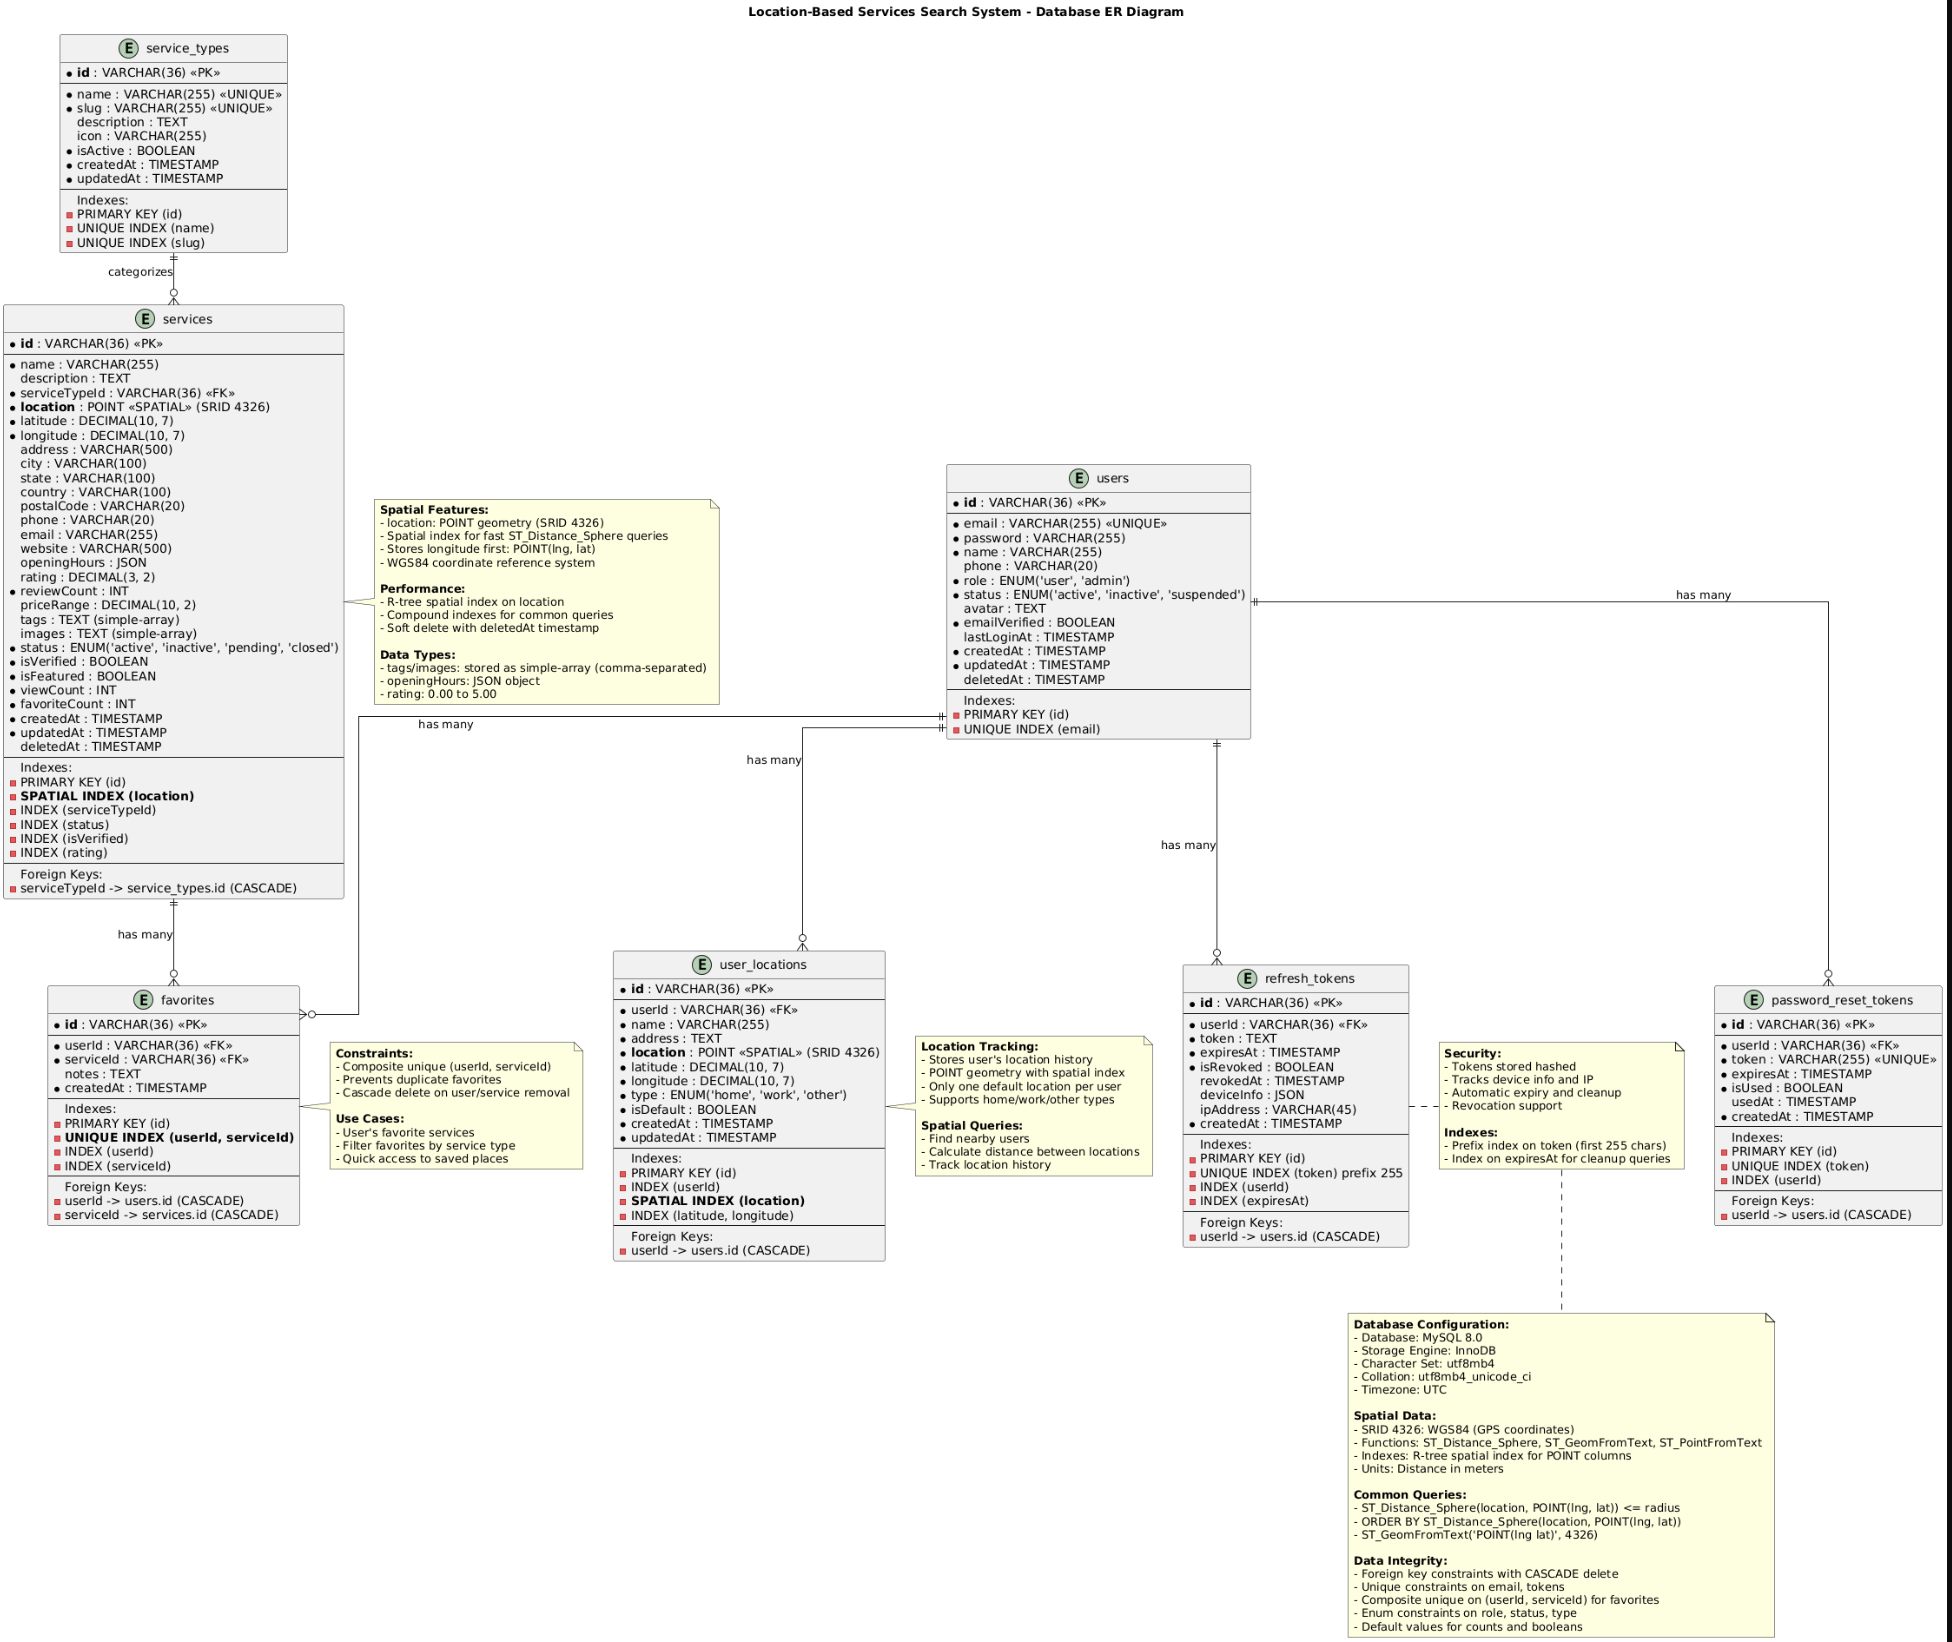 Location-Based Services Search System - Database ER Diagram
E service_types
id : VARCHAR(36) «PK»
name : VARCHAR(255) «UNIQUE»
slug : VARCHAR(255) «UNIQUE»
description : TEXT
icon : VARCHAR(255)
isActive : BOOLEAN
createdAt : TIMESTAMP
updatedAt : TIMESTAMP
Indexes:
PRIMARY KEY (id)
UNIQUE INDEX (name)
UNIQUE INDEX (slug)
categorizes
E services
id : VARCHAR(36) «PK»
name : VARCHAR(255)
description : TEXT
serviceTypeId : VARCHAR(36) «FK»
location : POINT «SPATIAL» (SRID 4326)
latitude : DECIMAL(10, 7)
longitude : DECIMAL(10, 7)
address : VARCHAR(500)
city : VARCHAR(100)
state : VARCHAR(100)
country : VARCHAR(100)
postalCode : VARCHAR(20)
phone : VARCHAR(20)
email : VARCHAR(255)
website : VARCHAR(500)
openingHours : JSON
rating : DECIMAL(3, 2)
reviewCount : INT
priceRange : DECIMAL(10, 2)
tags : TEXT (simple-array)
images : TEXT (simple-array)
status : ENUM('active', 'inactive', 'pending', 'closed')
isVerified : BOOLEAN
isFeatured : BOOLEAN
viewCount : INT
favoriteCount : INT
createdAt : TIMESTAMP
updatedAt : TIMESTAMP
deletedAt : TIMESTAMP
Indexes:
PRIMARY KEY (id)
SPATIAL INDEX (location)
INDEX (serviceTypeId)
INDEX (status)
INDEX (isVerified)
INDEX (rating)
Foreign Keys:
serviceTypeId -> service_types.id (CASCADE)
Spatial Features:
- location: POINT geometry (SRID 4326)
- Spatial index for fast ST_Distance_Sphere queries
- Stores longitude first: POINT(lng, lat)
- WGS84 coordinate reference system
Performance:
- R-tree spatial index on location
- Compound indexes for common queries
- Soft delete with deletedAt timestamp
Data Types:
- tags/images: stored as simple-array (comma-separated)
- openingHours: JSON object
- rating: 0.00 to 5.00
E users
id : VARCHAR(36) «PK»
email : VARCHAR(255) «UNIQUE»
password : VARCHAR(255)
name : VARCHAR(255)
phone : VARCHAR(20)
role : ENUM('user', 'admin')
status : ENUM('active', 'inactive', 'suspended')
avatar : TEXT
emailVerified : BOOLEAN
lastLoginAt : TIMESTAMP
createdAt : TIMESTAMP
updatedAt : TIMESTAMP
deletedAt : TIMESTAMP
Indexes:
PRIMARY KEY (id)
UNIQUE INDEX (email)
has many
has many
has many
has many
has many
E favorites
id : VARCHAR(36) «PK»
userId : VARCHAR(36) «FK»
serviceId : VARCHAR(36) «FK»
notes : TEXT
createdAt : TIMESTAMP
Indexes:
PRIMARY KEY (id)
UNIQUE INDEX (userId, serviceId)
INDEX (userId)
INDEX (serviceId)
Foreign Keys:
userId -> users.id (CASCADE)
serviceId -> services.id (CASCADE)
Constraints:
- Composite unique (userId, serviceId)
- Prevents duplicate favorites
- Cascade delete on user/service removal
Use Cases:
- User's favorite services
- Filter favorites by service type
- Quick access to saved places
E user_locations
id : VARCHAR(36) «PK»
userId : VARCHAR(36) «FK»
name : VARCHAR(255)
address : TEXT
location : POINT «SPATIAL» (SRID 4326)
latitude : DECIMAL(10, 7)
longitude : DECIMAL(10, 7)
type : ENUM('home', 'work', 'other')
isDefault : BOOLEAN
createdAt : TIMESTAMP
updatedAt : TIMESTAMP
Indexes:
PRIMARY KEY (id)
INDEX (userId)
SPATIAL INDEX (location)
INDEX (latitude, longitude)
Foreign Keys:
userId -> users.id (CASCADE)
Location Tracking:
- Stores user's location history
- POINT geometry with spatial index
- Only one default location per user
- Supports home/work/other types
Spatial Queries:
- Find nearby users
- Calculate distance between locations
- Track location history
E refresh_tokens
id : VARCHAR(36) «PK»
userId : VARCHAR(36) «FK»
token : TEXT
expiresAt : TIMESTAMP
isRevoked : BOOLEAN
revokedAt : TIMESTAMP
deviceInfo : JSON
ipAddress : VARCHAR(45)
createdAt : TIMESTAMP
Indexes:
PRIMARY KEY (id)
UNIQUE INDEX (token) prefix 255
INDEX (userId)
INDEX (expiresAt)
Foreign Keys:
userId -> users.id (CASCADE)
Security:
- Tokens stored hashed
- Tracks device info and IP
- Automatic expiry and cleanup
- Revocation support
Indexes:
- Prefix index on token (first 255 chars)
- Index on expiresAt for cleanup queries
E password_reset_tokens
id : VARCHAR(36) «PK»
userId : VARCHAR(36) «FK»
token : VARCHAR(255) «UNIQUE»
expiresAt : TIMESTAMP
isUsed : BOOLEAN
usedAt : TIMESTAMP
createdAt : TIMESTAMP
Indexes:
PRIMARY KEY (id)
UNIQUE INDEX (token)
INDEX (userId)
Foreign Keys:
userId -> users.id (CASCADE)
Database Configuration:
- Database: MySQL 8.0
- Storage Engine: InnoDB
- Character Set: utf8mb4
- Collation: utf8mb4_unicode_ci
- Timezone: UTC
Spatial Data:
- SRID 4326: WGS84 (GPS coordinates)
- Functions: ST_Distance_Sphere, ST_GeomFromText, ST_PointFromText
- Indexes: R-tree spatial index for POINT columns
- Units: Distance in meters
Common Queries:
- ST_Distance_Sphere(location, POINT(lng, lat)) <= radius
- ORDER BY ST_Distance_Sphere(location, POINT(lng, lat))
- ST_GeomFromText('POINT(lng lat)', 4326)
Data Integrity:
- Foreign key constraints with CASCADE delete
- Unique constraints on email, tokens
- Composite unique on (userId, serviceId) for favorites
- Enum constraints on role, status, type
- Default values for counts and booleans